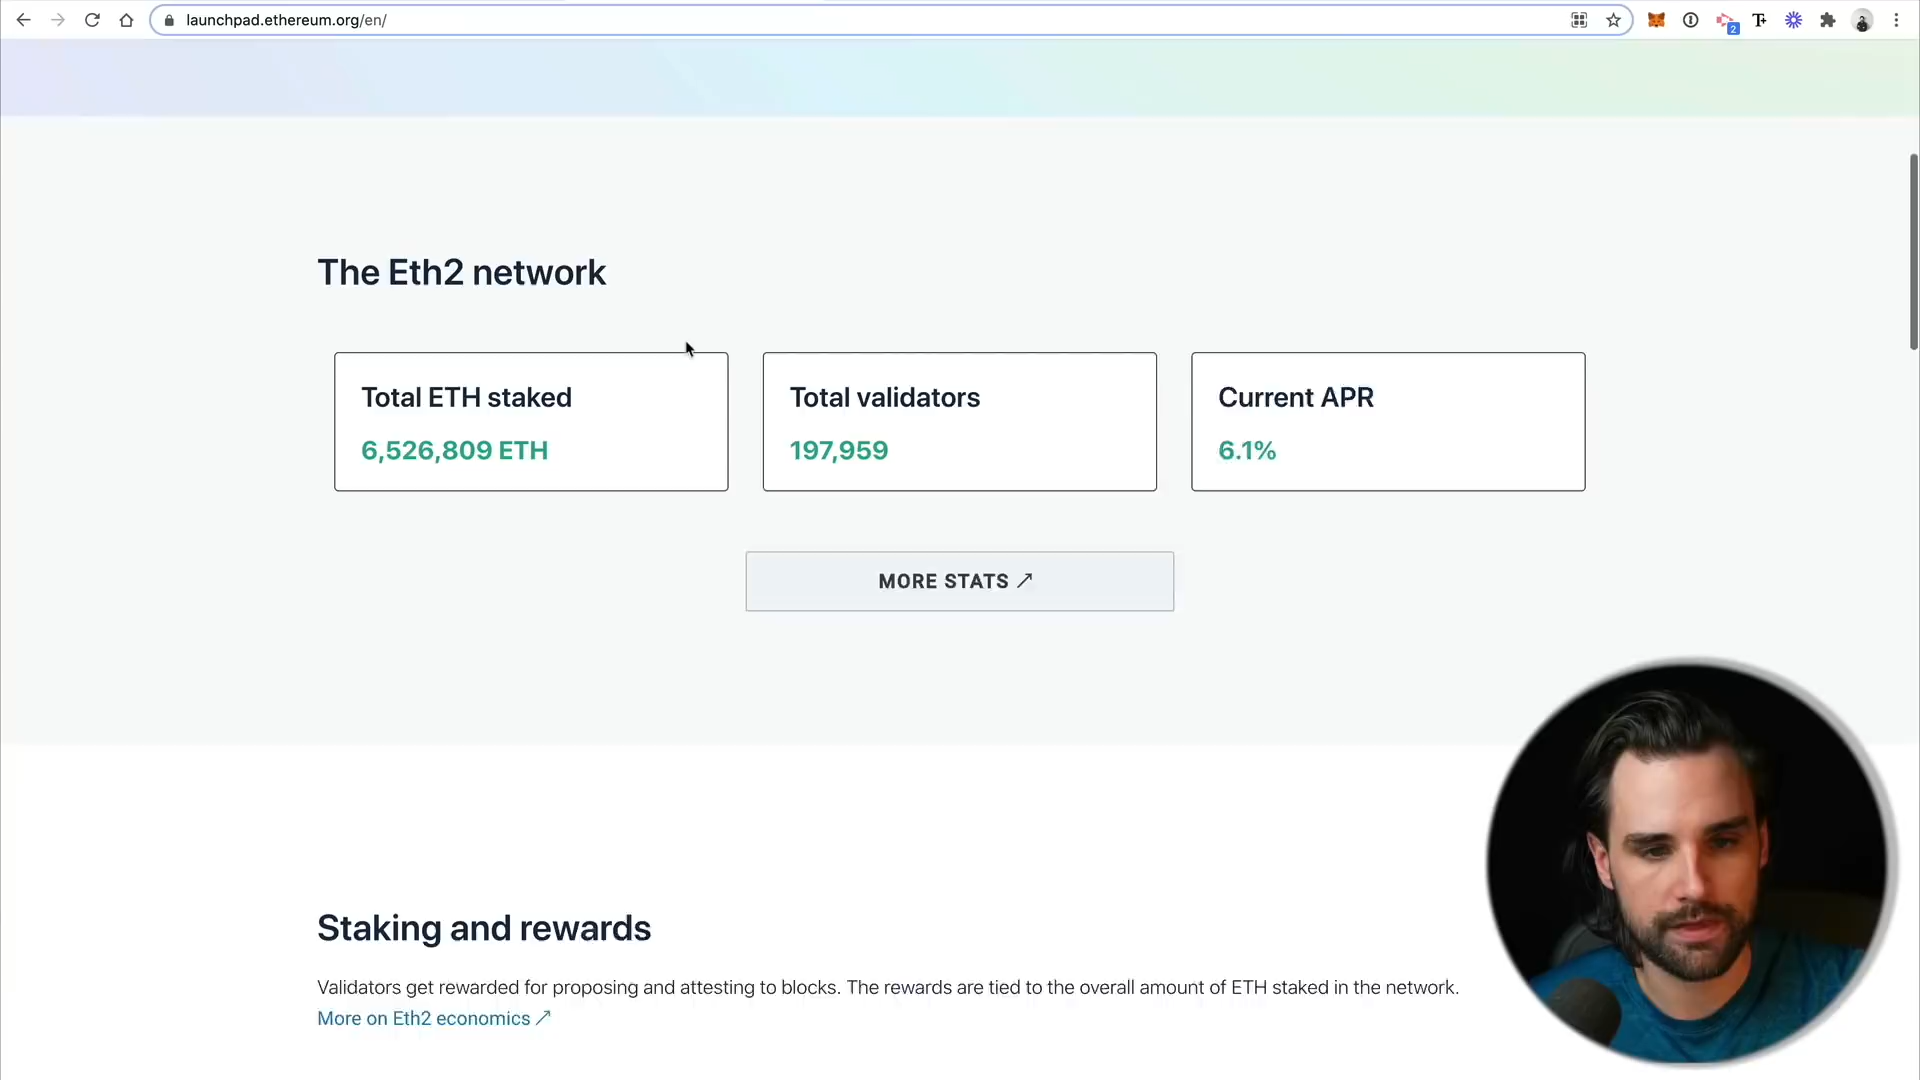 launchpad.ethereum.org/en/
2
The Eth2 network
Total ETH staked
6,526,809 ETH
Total validators
197,959
Current APR
6.1%
MORE STATS ↗
Staking and rewards
Validators get rewarded for proposing and attesting to blocks. The rewards are tied to the overall amount of ETH staked in the network.
More on Eth2 economics ↗